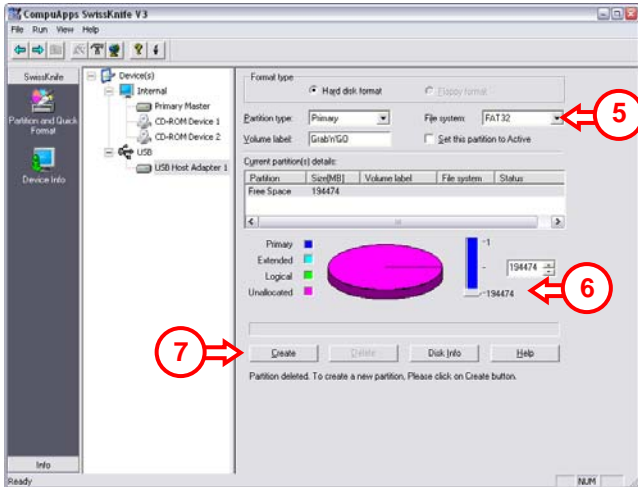 CompuApps SwissKnife V3
File Run View Help
SwissKnife
Partition and Quick
Format
Device Info
Info
Device(s)
Internal
Primary Master
CD-ROM Device 1
CD-ROM Device 2
USB
USB Host Adapter 1
Format type
Hard disk format
Floppy format
Partition type: Primary File system: FAT32
5
Volume label: Grab'n'GO Set this partition to Active
Current partition(s) details:
Partition Size[MB] Volume label File system Status
Free Space 194474
Primary
Extended
Logical
Unallocated
-1
-
194474
-194474
6
7
Create Delete Disk Info Help
Partition deleted. To create a new partition, Please click on Create button.
Ready NUM